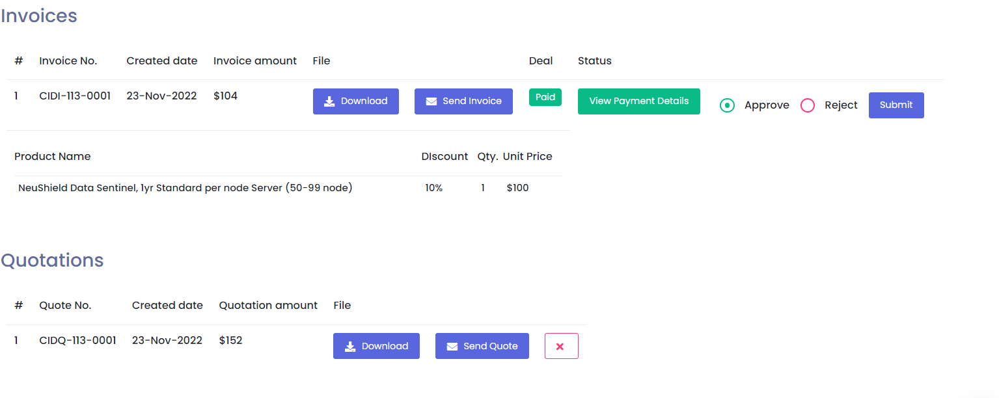 Invoices
# Invoice No. Created date Invoice amount File Deal Status
1 CIDI-113-0001 23-Nov-2022 $104 Download Send Invoice Paid View Payment Details Approve Reject Submit
Product Name DIscount Qty. Unit Price
NeuShield Data Sentinel, 1yr Standard per node Server (50-99 node) 10% 1 $100
Quotations
# Quote No. Created date Quotation amount File
1 CIDQ-113-0001 23-Nov-2022 $152 Download Send Quote